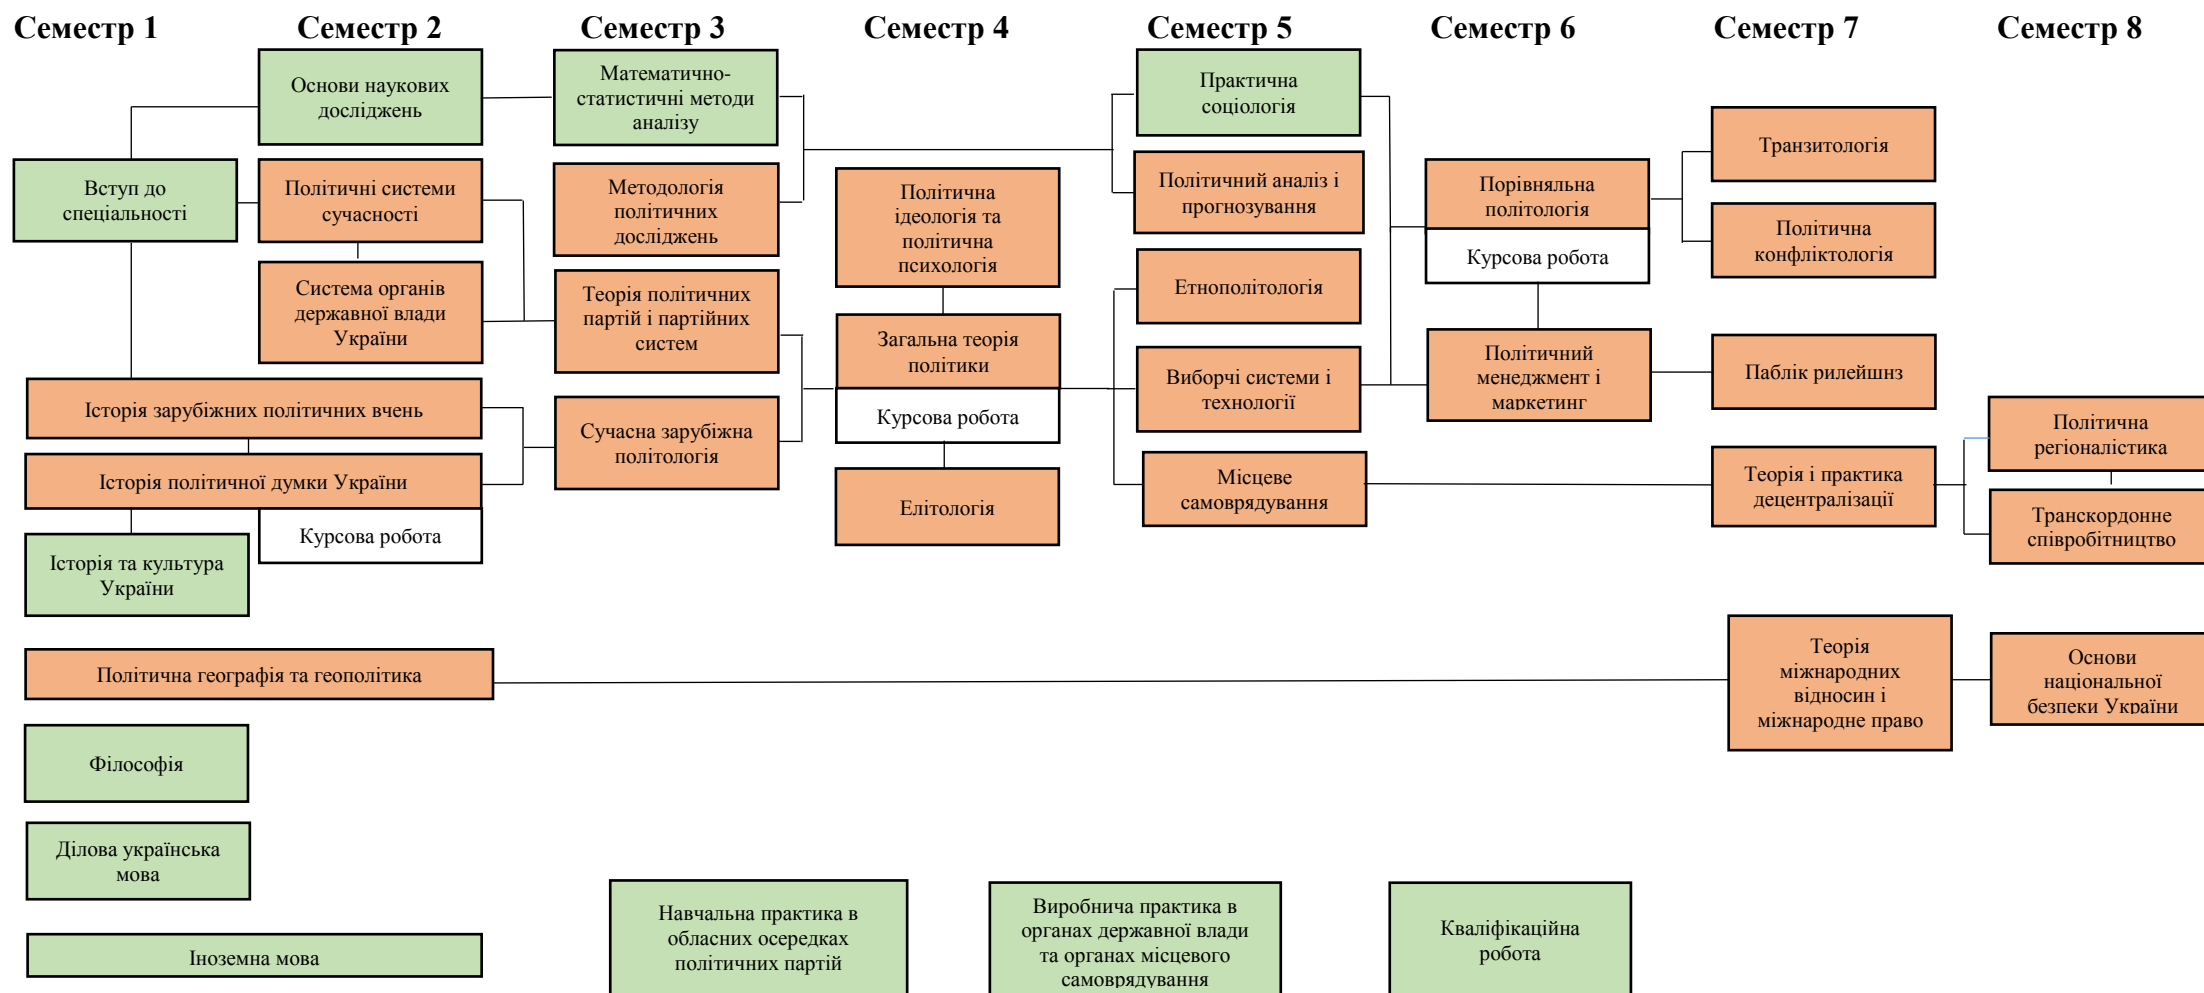 Семестр 1
Семестр 2
Семестр 3
Семестр 4
Семестр 5
Семестр 6
Семестр 7
Семестр 8
Вступ до
спеціальності
Історія зарубіжних політичних вчень
Історія політичної думки України
Історія та культура
України
Політична географія та геополітика
Філософія
Ділова українська
мова
Іноземна мова
Основи наукових
досліджень
Політичні системи
сучасності
Система органів
державної влади
України
Курсова робота
Математично-
статистичні методи
аналізу
Методологія
політичних
досліджень
Теорія політичних
партій і партійних
систем
Сучасна зарубіжна
політологія
Політична
ідеологія та
політична
психологія
Загальна теорія
політики
Курсова робота
Елітологія
Практична
соціологія
Політичний аналіз і
прогнозування
Етнополітологія
Виборчі системи і
технології
Місцеве
самоврядування
Порівняльна
політологія
Курсова робота
Політичний
менеджмент і
маркетинг
Транзитологія
Політична
конфліктологія
Паблік рилейшнз
Теорія і практика
децентралізації
Теорія
міжнародних
відносин і
міжнародне право
Політична
регіоналістика
Транскордонне
співробітництво
Основи
національної
безпеки України
Навчальна практика в
обласних осередках
політичних партій
Виробнича практика в
органах державної влади
та органах місцевого
самоврядування
Кваліфікаційна
робота